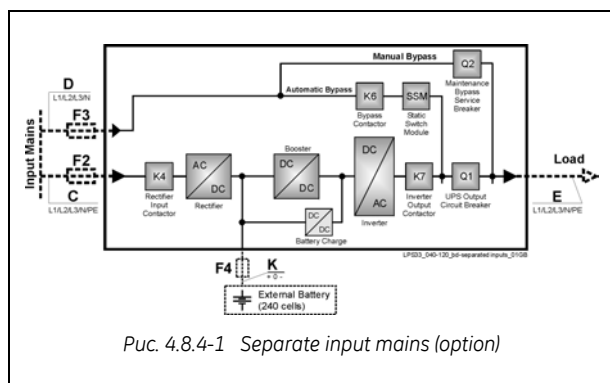 Manual Bypass
Q2
Maintenance
Bypass
Service
Breaker
D
L1/L2/L3/N
Automatic Bypass
K6
SSM
Bypass
Contactor
Static
Switch
Module
F3
Input Mains
F2
C
L1/L2/L3/N/PE
K4
Rectifier
Input
Contactor
AC
DC
Rectifier
Booster
DC
DC
DC
DC
Battery Charge
DC
AC
Inverter
K7
Inverter
Output
Contactor
Q1
UPS Output
Circuit Breaker
Load
E
L1/L2/L3/N/PE
LPS33_040-120_bd-separated inputs_01GB
F4
K
+ 0 -
External Battery
(240 cells)
Рис. 4.8.4-1 Separate input mains (option)